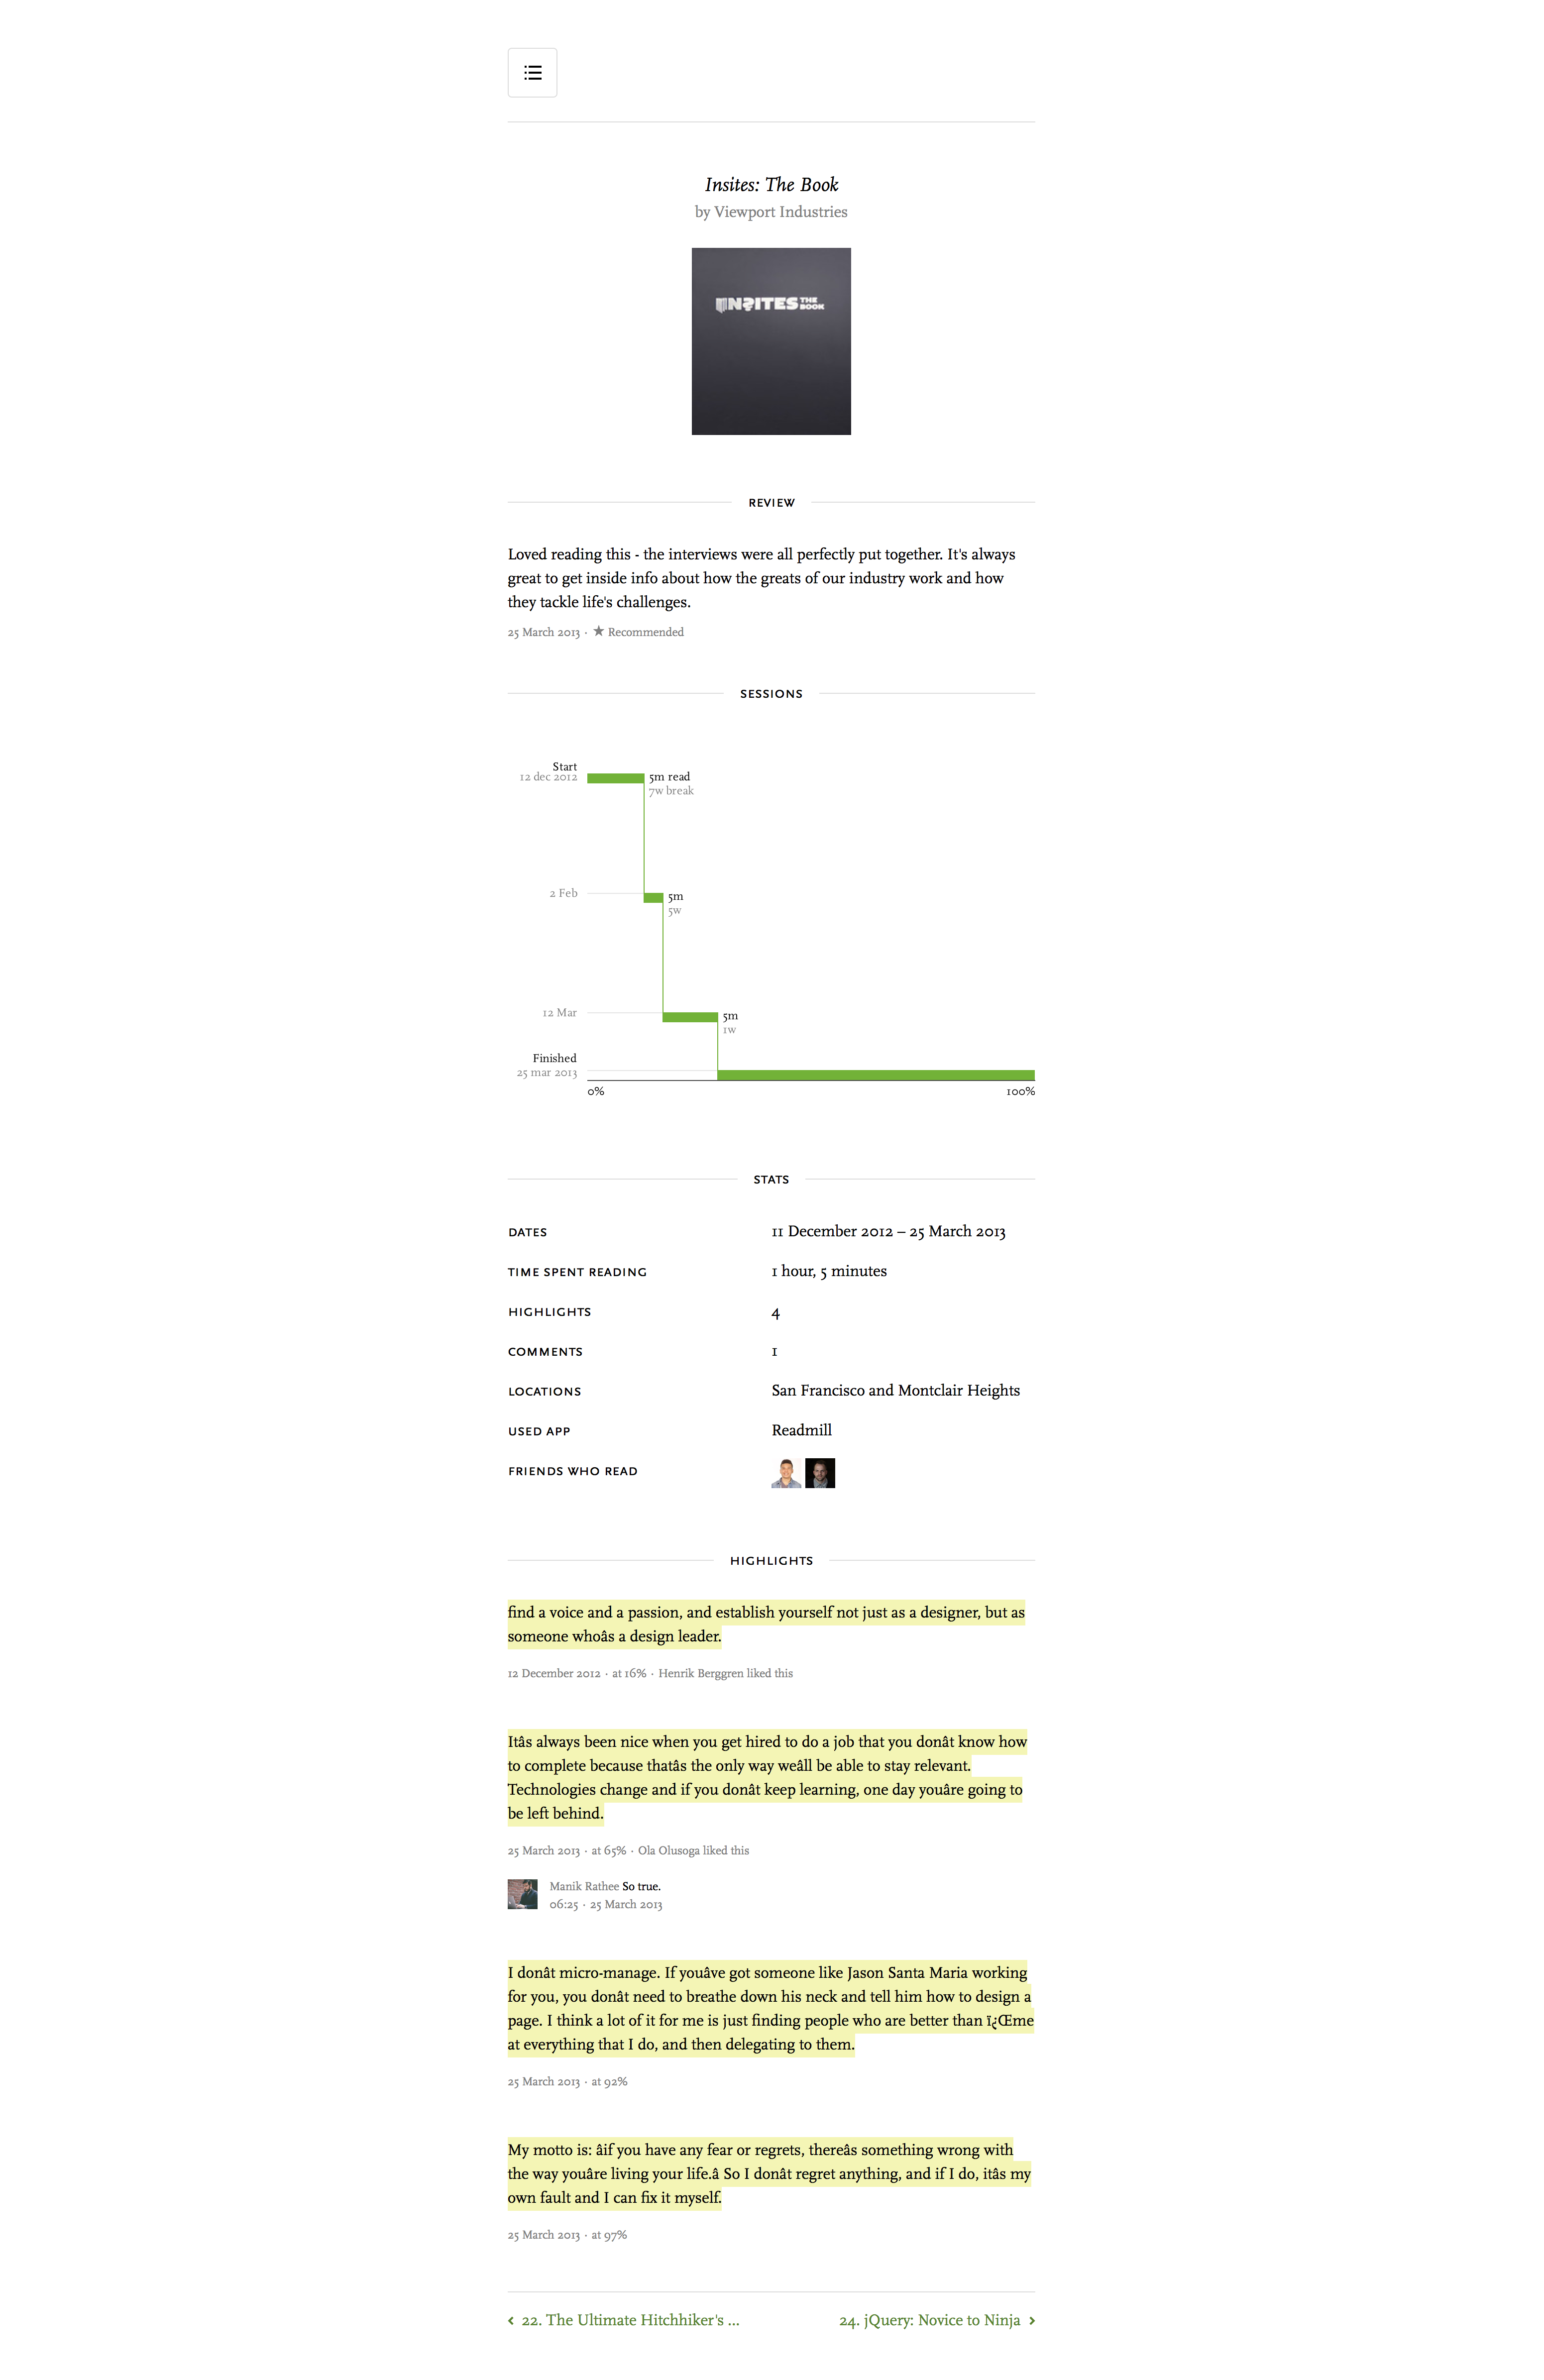 Insites: The Book
by Viewport Industries
INSITES THE BOOK
REVIEW
Loved reading this - the interviews were all perfectly put together. It's always
great to get inside info about how the greats of our industry work and how
they tackle life's challenges.
25 March 2013 · ★ Recommended
SESSIONS
Start
12 dec 2012
5m read
7w break
2 Feb
5m
5w
12 Mar
5m
1w
Finished
25 mar 2013
0%
100%
STATS
DATES
11 December 2012 – 25 March 2013
TIME SPENT READING
1 hour, 5 minutes
HIGHLIGHTS
4
COMMENTS
1
LOCATIONS
San Francisco and Montclair Heights
USED APP
Readmill
FRIENDS WHO READ
HIGHLIGHTS
find a voice and a passion, and establish yourself not just as a designer, but as
someone whoâs a design leader.
12 December 2012 · at 16% · Henrik Berggren liked this
Itâs always been nice when you get hired to do a job that you donât know how
to complete because thatâs the only way weâll be able to stay relevant.
Technologies change and if you donât keep learning, one day youâre going to
be left behind.
25 March 2013 · at 65% · Ola Olusoga liked this
Manik Rathee So true.
06:25 · 25 March 2013
I donât micro-manage. If youâve got someone like Jason Santa Maria working
for you, you donât need to breathe down his neck and tell him how to design a
page. I think a lot of it for me is just finding people who are better than ï¿Œme
at everything that I do, and then delegating to them.
25 March 2013 · at 92%
My motto is: âif you have any fear or regrets, thereâs something wrong with
the way youâre living your life.â So I donât regret anything, and if I do, itâs my
own fault and I can fix it myself.
25 March 2013 · at 97%
‹ 22. The Ultimate Hitchhiker's ...
24. jQuery: Novice to Ninja ›